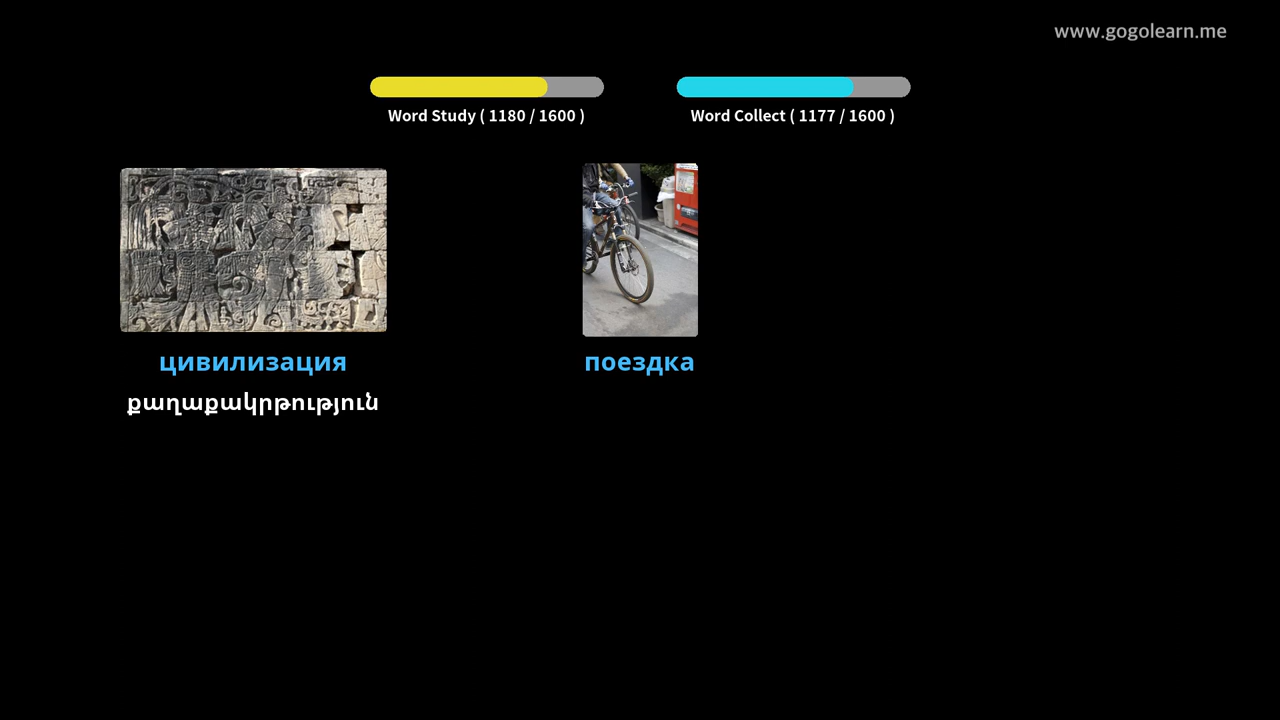 www.gogolearn.me
Word Study ( 1180 / 1600 )
Word Collect ( 1177 / 1600 )
цивилизация
քաղաքակրթություն
поездка